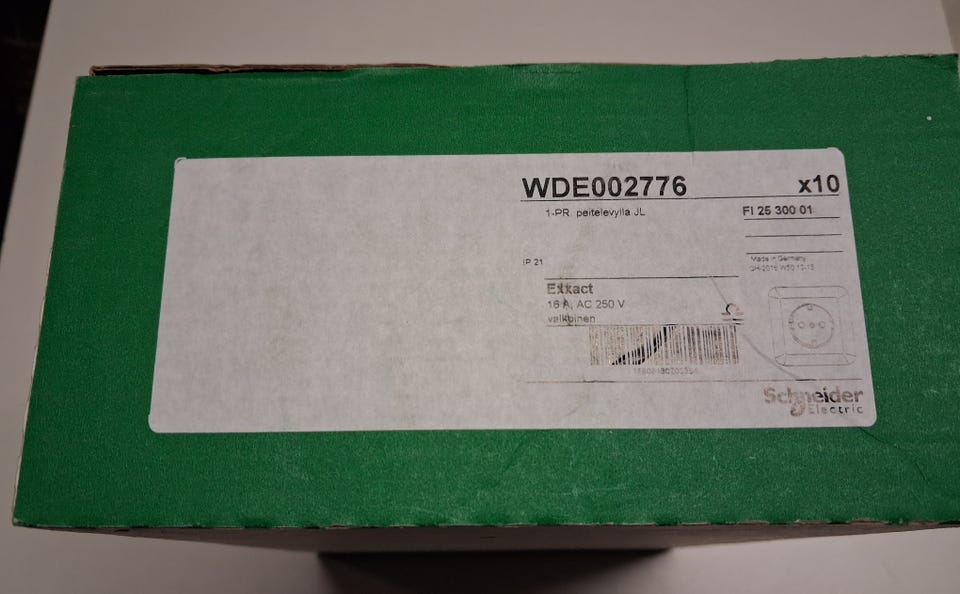 WDE002776 x10
1-PR. peitelevyllä JL
FI 25 300 01
IP 21
Made in Germany
Exxact
16 A, AC 250 V
valkoinen
Schneider
Electric